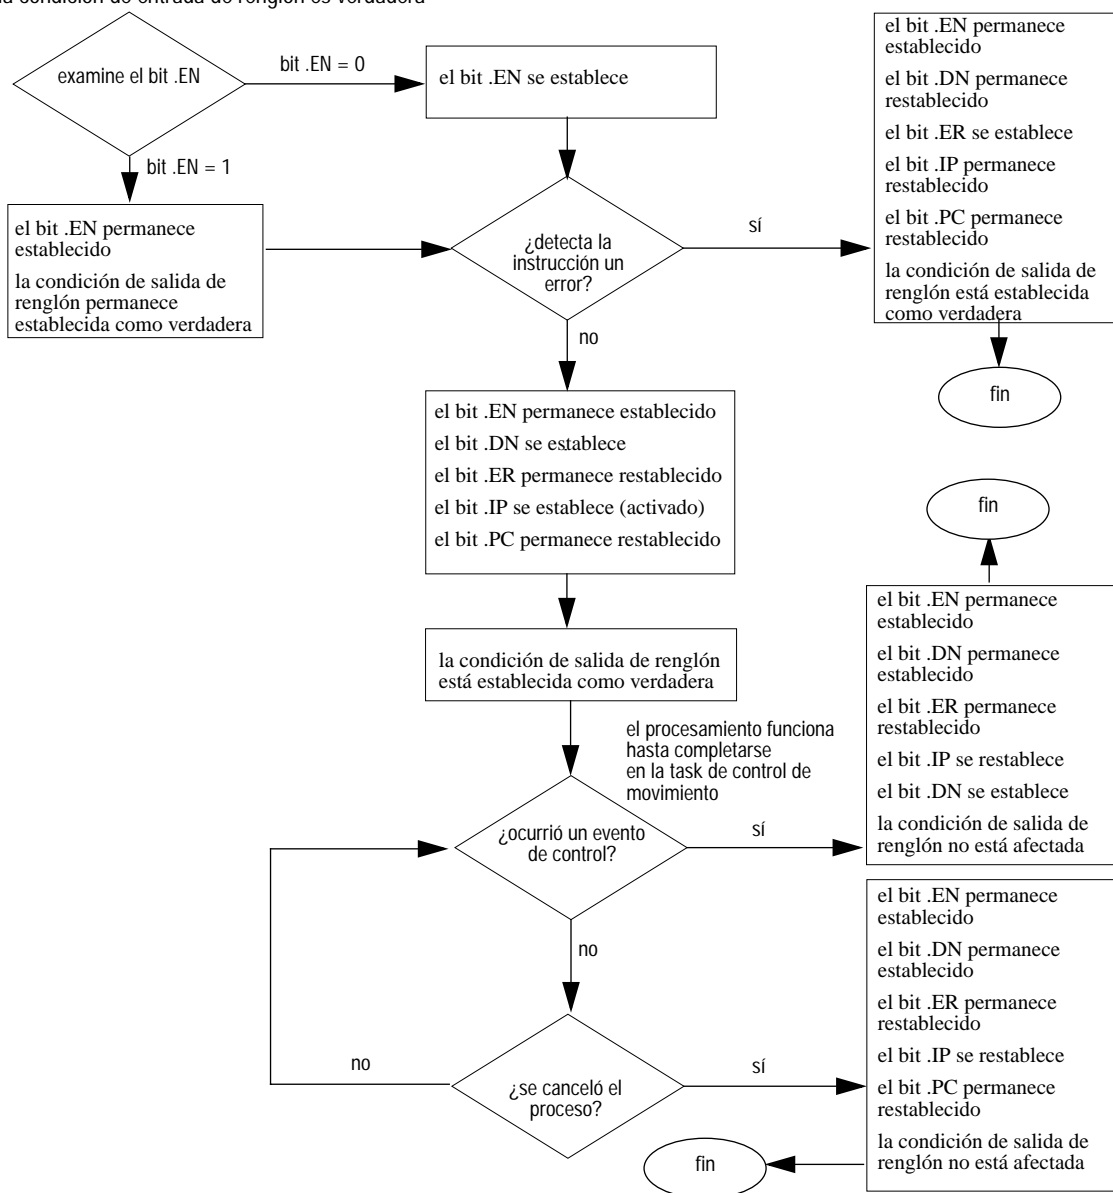 la condición de entrada de renglón es verdadera
examine el bit .EN
bit .EN = 0
el bit .EN se establece
bit .EN = 1
el bit .EN permanece
establecido
la condición de salida de
renglón permanece
establecida como verdadera
¿detecta la
instrucción un
error?
sí
el bit .EN permanece
establecido
el bit .DN permanece
restablecido
el bit .ER se establece
el bit .IP permanece
restablecido
el bit .PC permanece
restablecido
la condición de salida de
renglón está establecida
como verdadera
fin
no
el bit .EN permanece establecido
el bit .DN se establece
el bit .ER permanece restablecido
el bit .IP se establece (activado)
el bit .PC permanece restablecido
la condición de salida de renglón
está establecida como verdadera
el procesamiento funciona
hasta completarse
en la task de control de
movimiento
¿ocurrió un evento
de control?
sí
fin
el bit .EN permanece
establecido
el bit .DN permanece
establecido
el bit .ER permanece
restablecido
el bit .IP se restablece
el bit .DN se establece
la condición de salida de
renglón no está afectada
no
¿se canceló el
proceso?
no
sí
el bit .EN permanece
establecido
el bit .DN permanece
establecido
el bit .ER permanece
restablecido
el bit .IP se restablece
el bit .PC permanece
restablecido
la condición de salida de
renglón no está afectada
fin